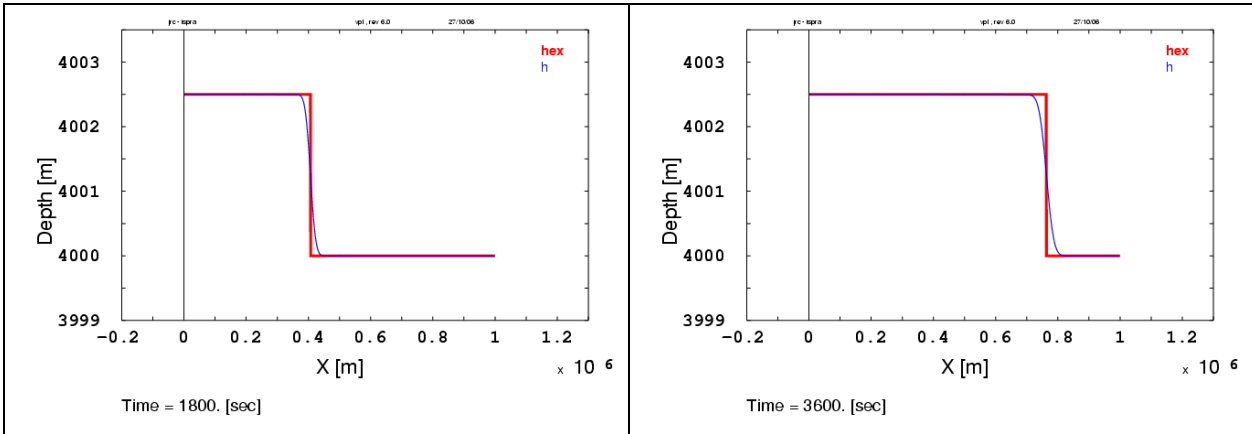 jrc - ispra vpl , rev 6.0 27/10/06
hex
h
4003
4002
4001
4000
3999
Depth [m]
-0.2 0 0.2 0.4 0.6 0.8 1 1.2
X [m]
x 10 6
Time = 1800. [sec]
jrc - ispra vpl , rev 6.0 27/10/06
hex
h
4003
4002
4001
4000
3999
Depth [m]
-0.2 0 0.2 0.4 0.6 0.8 1 1.2
X [m]
x 10 6
Time = 3600. [sec]